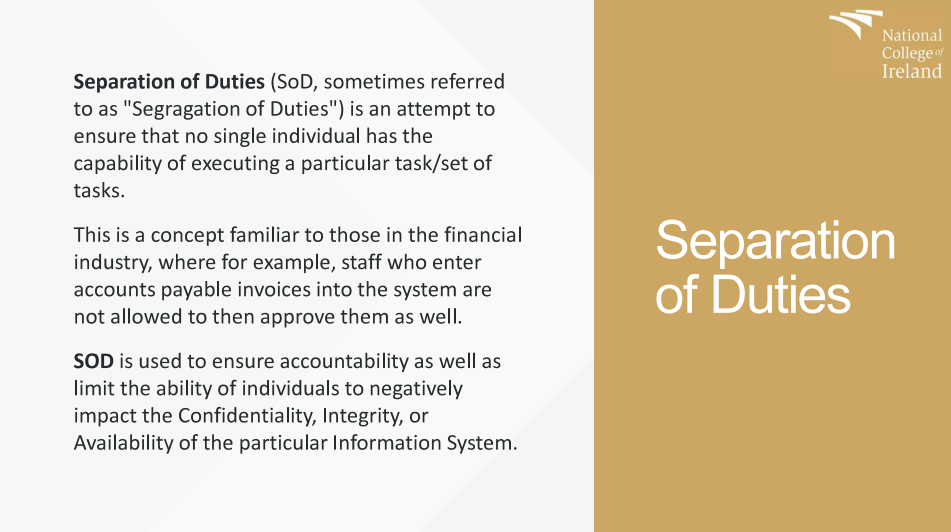 Separation of Duties (SoD, sometimes referred
to as "Segragation of Duties") is an attempt to
ensure that no single individual has the
capability of executing a particular task/set of
tasks.
This is a concept familiar to those in the financial
industry, where for example, staff who enter
accounts payable invoices into the system are
not allowed to then approve them as well.
SOD is used to ensure accountability as well as
limit the ability of individuals to negatively
impact the Confidentiality, Integrity, or
Availability of the particular Information System.
National
College of
Ireland
Separation
of Duties